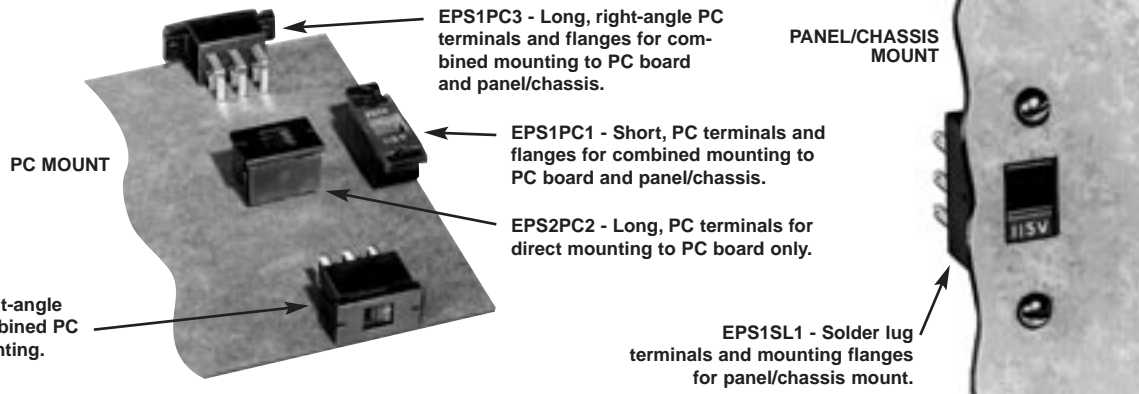 EPS1PC3 - Long, right-angle PC
terminals and flanges for com-
bined mounting to PC board
and panel/chassis.
PANEL/CHASSIS
MOUNT
EPS1PC1 - Short, PC terminals and
flanges for combined mounting to
PC board and panel/chassis.
PC MOUNT
EPS2PC2 - Long, PC terminals for
direct mounting to PC board only.
115V
t-angle
bined PC
nting.
EPS1SL1 - Solder lug
terminals and mounting flanges
for panel/chassis mount.